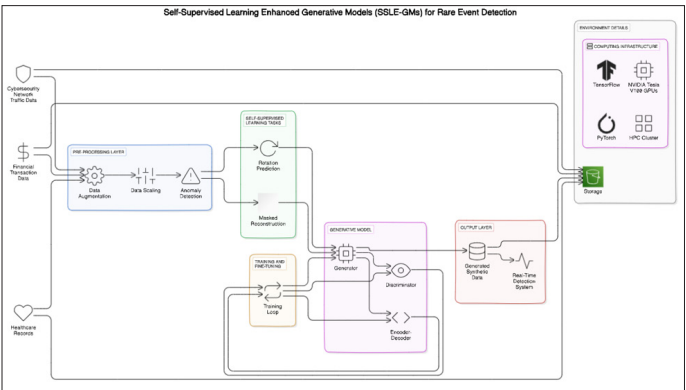 Self-Supervised Learning Enhanced Generative Models (SSLE-GMs) for Rare Event Detection
ENVIRONMENT DETAILS
COMPUTING INFRASTRUCTURE
TensorFlow
NVIDIA Tesla
V100 GPUs
PyTorch
HPC Cluster
Cybersecurity
Network
Traffic Data
Financial
Transaction
Data
Healthcare
Records
PRE-PROCESSING LAYER
Data
Augmentation
Data Scaling
Anomaly
Detection
SELF-SUPERVISED
LEARNING TASKS
Rotation
Prediction
Masked
Reconstruction
TRAINING AND
FINE-TUNING
Training
Loop
GENERATIVE MODEL
Generator
Discriminator
Encoder-
Decoder
OUTPUT LAYER
Generated
Synthetic
Data
Real-Time
Detection
System
Storage